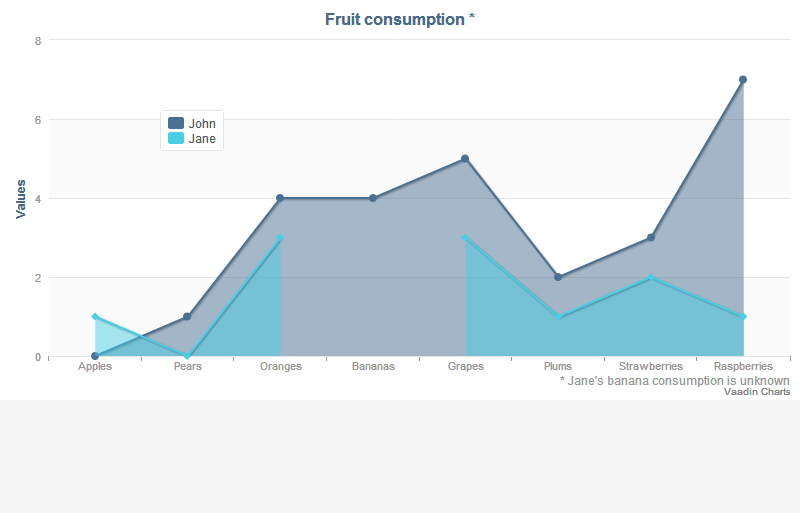 Fruit consumption *
8
6
4
2
0
Values
John
Jane
Apples Pears Oranges Bananas Grapes Plums Strawberries Raspberries
* Jane's banana consumption is unknown
Vaadin Charts